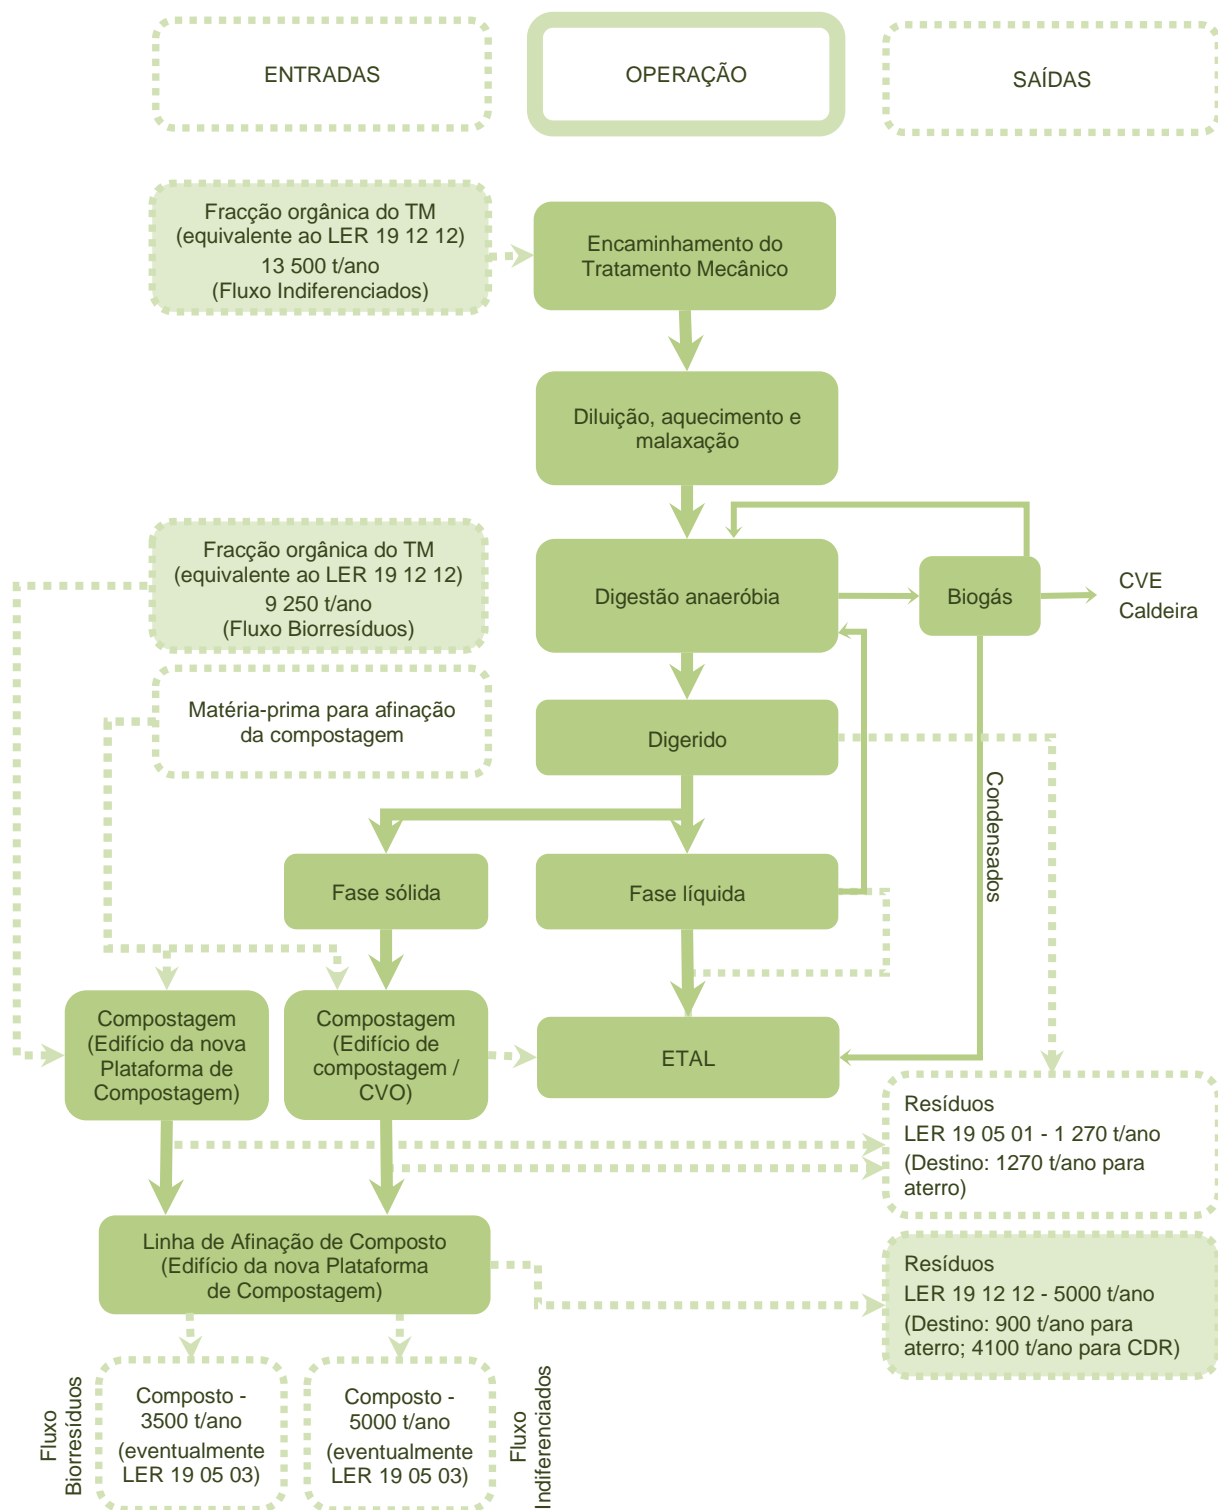 ENTRADAS
OPERAÇÃO
SAÍDAS
Fracção orgânica do TM
(equivalente ao LER 19 12 12)
13 500 t/ano
(Fluxo Indiferenciados)
Encaminhamento do
Tratamento Mecânico
Diluição, aquecimento e
malaxação
Fracção orgânica do TM
(equivalente ao LER 19 12 12)
9 250 t/ano
(Fluxo Biorresíduos)
Digestão anaeróbia
Biogás
CVE
Caldeira
Matéria-prima para afinação
da compostagem
Digerido
Condensados
Fase sólida
Fase líquida
Compostagem
(Edifício da nova
Plataforma de
Compostagem)
Compostagem
(Edifício de
compostagem /
CVO)
ETAL
Resíduos
LER 19 05 01 - 1 270 t/ano
(Destino: 1270 t/ano para
aterro)
Linha de Afinação de Composto
(Edifício da nova Plataforma
de Compostagem)
Resíduos
LER 19 12 12 - 5000 t/ano
(Destino: 900 t/ano para
aterro; 4100 t/ano para CDR)
Fluxo
Biorresíduos
Composto -
3500 t/ano
(eventualmente
LER 19 05 03)
Composto -
5000 t/ano
(eventualmente
LER 19 05 03)
Fluxo
Indiferenciados